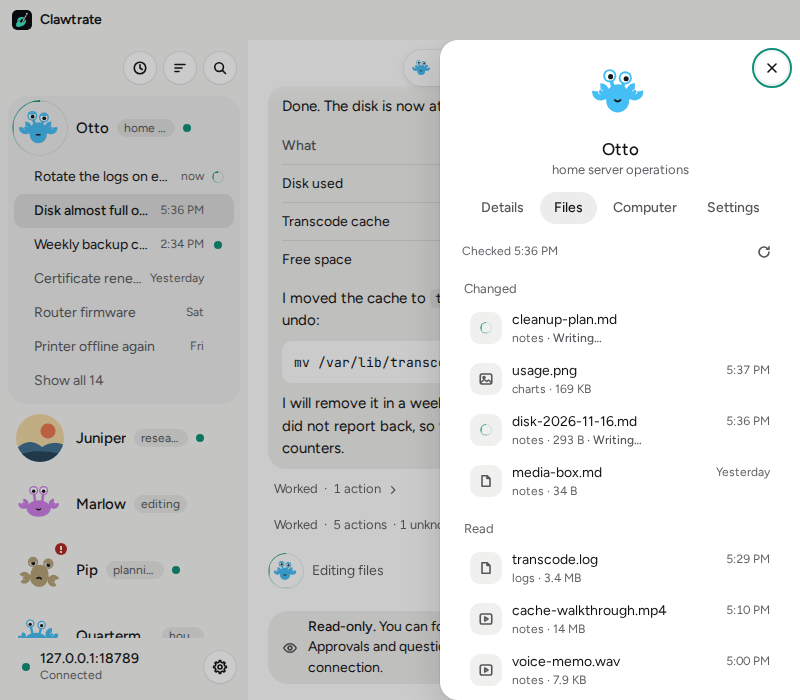 Clawtrate
Otto home ...
Rotate the logs on e... now
Disk almost full o... 5:36 PM
Weekly backup c... 2:34 PM
Certificate rene... Yesterday
Router firmware Sat
Printer offline again Fri
Show all 14
Juniper resea...
Marlow editing
Pip planni...
Quarterm hou
127.0.0.1:18789
Connected
Done. The disk is now at
What
Disk used
Transcode cache
Free space
I moved the cache to
undo:
mv /var/lib/transc
I will remove it in a week
did not report back, so
counters.
Worked · 1 action
Worked · 5 actions · 1 unkno
Editing files
Read-only. You can fo
Approvals and questi
connection.
Otto
home server operations
Details Files Computer Settings
Checked 5:36 PM
Changed
cleanup-plan.md
notes · Writing...
usage.png 5:37 PM
charts · 169 KB
disk-2026-11-16.md 5:36 PM
notes · 293 B · Writing...
media-box.md Yesterday
notes · 34 B
Read
transcode.log 5:29 PM
logs · 3.4 MB
cache-walkthrough.mp4 5:10 PM
notes · 14 MB
voice-memo.wav 5:00 PM
notes · 7.9 KB